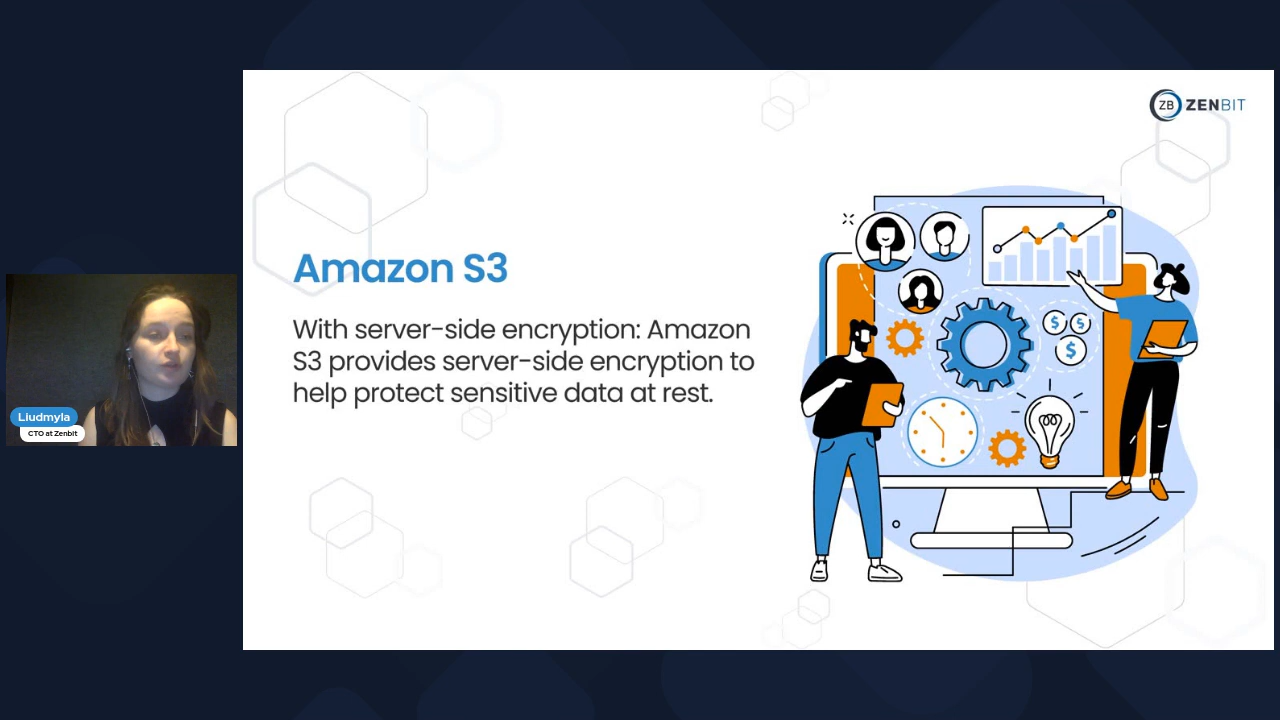 ZB ZENBIT
Amazon S3
With server-side encryption: Amazon
S3 provides server-side encryption to
help protect sensitive data at rest.
$ $
$
Liudmyla
CTO at Zenbit